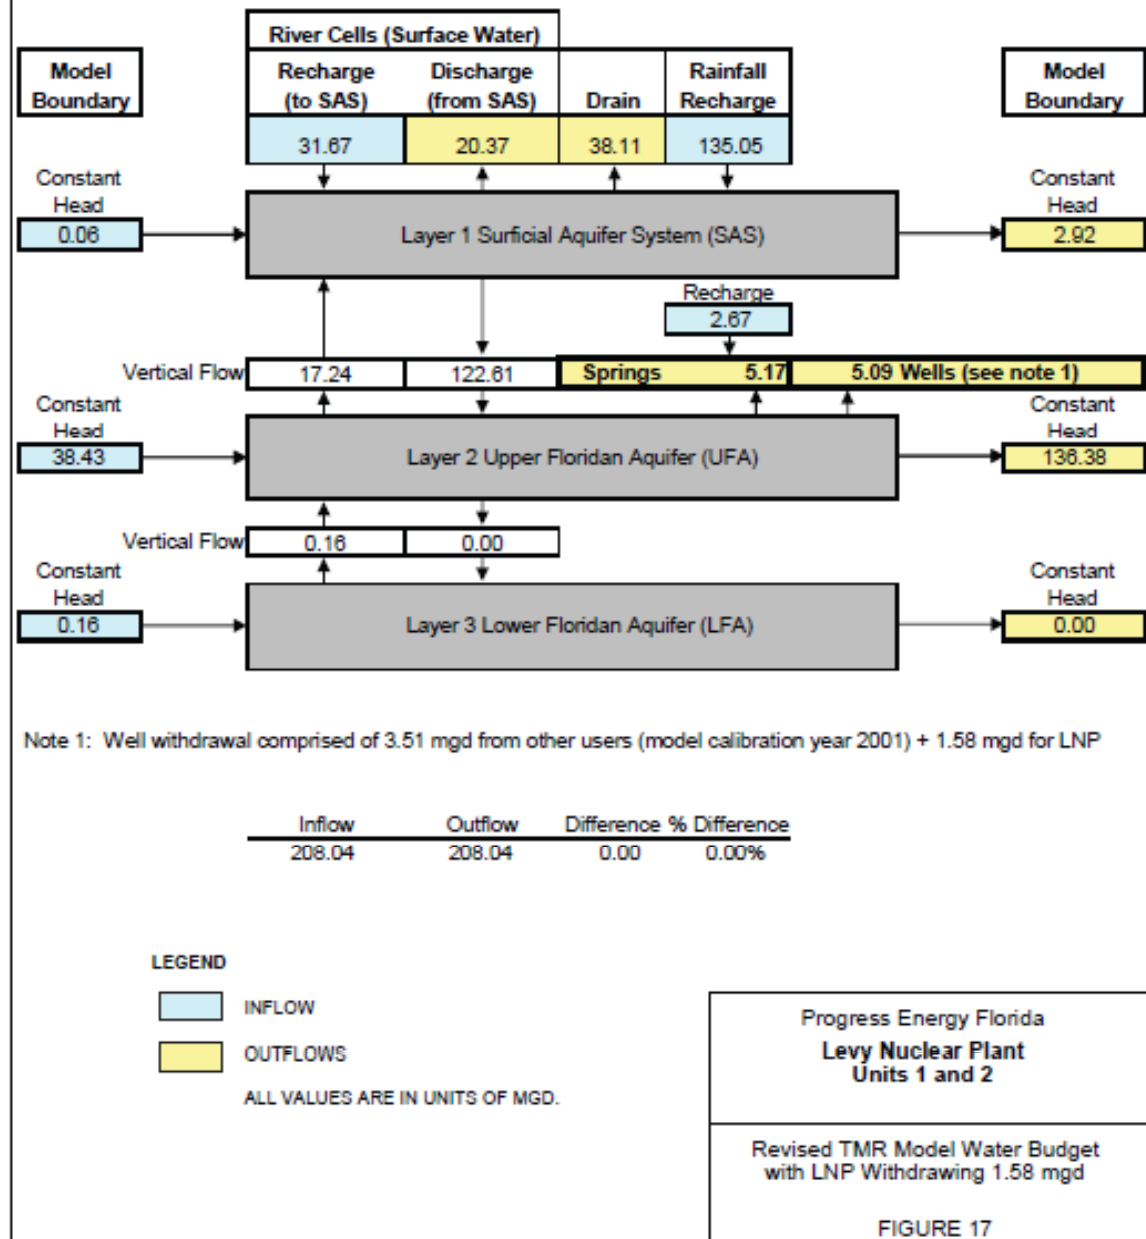 River Cells (Surface Water)
Model Boundary
Recharge (to SAS)
Discharge (from SAS)
Drain
Rainfall Recharge
Model Boundary
31.67
20.37
38.11
135.05
Constant Head
0.06
Layer 1 Surficial Aquifer System (SAS)
Constant Head
2.92
Recharge
2.67
Vertical Flow
17.24
122.61
Springs 5.17
5.09 Wells (see note 1)
Constant Head
38.43
Layer 2 Upper Floridan Aquifer (UFA)
Constant Head
136.38
Vertical Flow
0.16
0.00
Constant Head
0.16
Layer 3 Lower Floridan Aquifer (LFA)
Constant Head
0.00
Note 1: Well withdrawal comprised of 3.51 mgd from other users (model calibration year 2001) + 1.58 mgd for LNP
Inflow Outflow Difference % Difference
208.04 208.04 0.00 0.00%
LEGEND
INFLOW
OUTFLOWS
ALL VALUES ARE IN UNITS OF MGD.
Progress Energy Florida
Levy Nuclear Plant
Units 1 and 2
Revised TMR Model Water Budget
with LNP Withdrawing 1.58 mgd
FIGURE 17